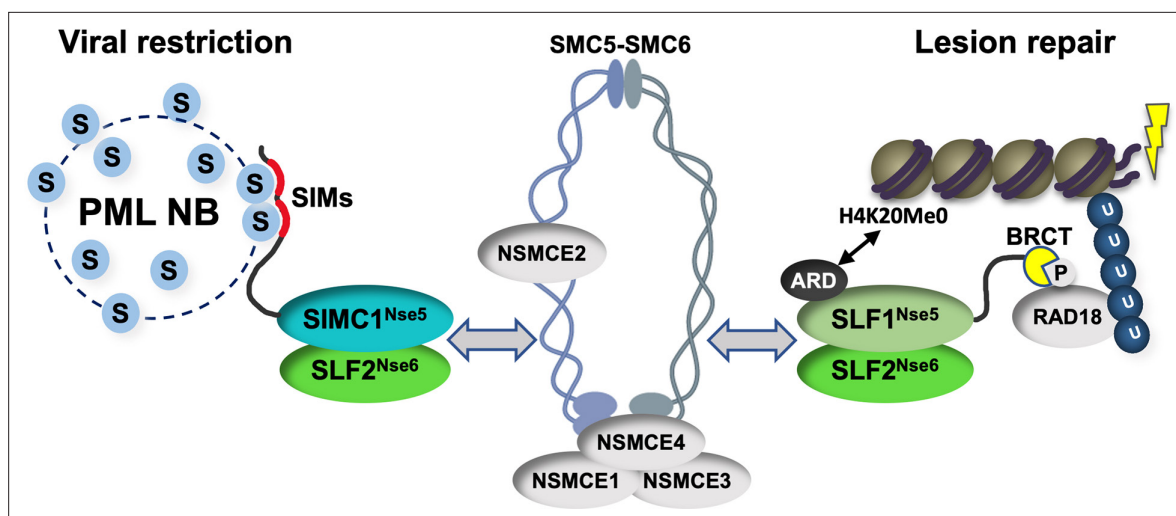 Viral restriction
SMC5-SMC6
Lesion repair
S
S
S
S
S
S
S
S
S
S
PML NB
SIMs
NSMCE2
SIMC1Nse5
SLF2Nse6
NSMCE4
NSMCE1
NSMCE3
H4K20Me0
ARD
BRCT
P
SLF1Nse5
SLF2Nse6
RAD18
U
U
U
U
U